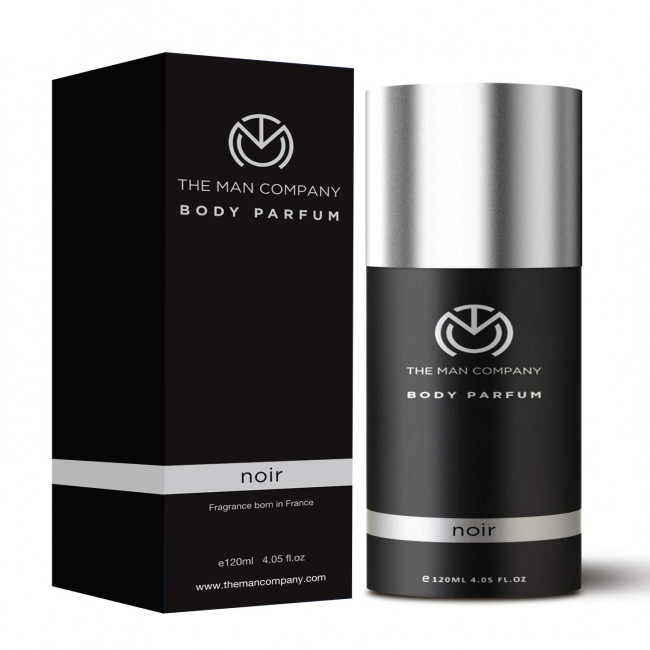 THE MAN COMPANY
BODY PARFUM
noir
Fragrance born in France
e120ml 4.05 fl.oz
www.themancompany.com
THE MAN COMPANY
BODY PARFUM
noir
e120ML 4.05 FL.OZ